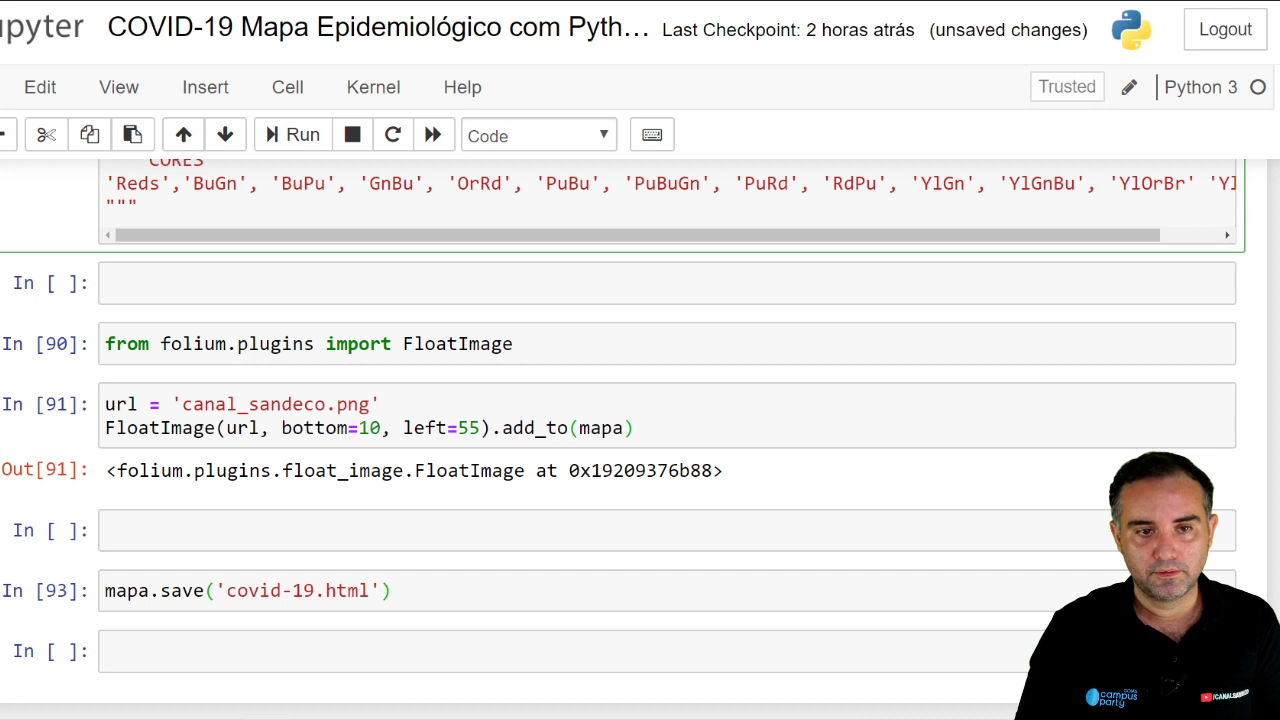 upyter COVID-19 Mapa Epidemiológico com Pyth... Last Checkpoint: 2 horas atrás (unsaved changes) Logout
Edit View Insert Cell Kernel Help Trusted Python 3
Run Code
CORES
'Reds','BuGn', 'BuPu', 'GnBu', 'OrRd', 'PuBu', 'PuBuGn', 'PuRd', 'RdPu', 'YlGn', 'YlGnBu', 'YlOrBr' 'Yl
"""
In [ ]:
In [90]: from folium.plugins import FloatImage
In [91]: url = 'canal_sandeco.png'
FloatImage(url, bottom=10, left=55).add_to(mapa)
Out[91]: <folium.plugins.float_image.FloatImage at 0x19209376b88>
In [ ]:
In [93]: mapa.save('covid-19.html')
In [ ]:
campus
party